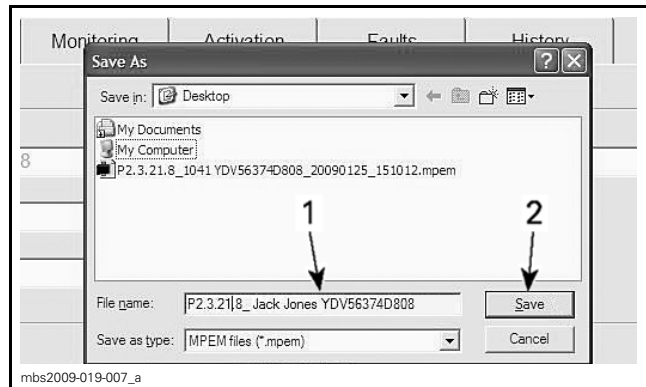 Monitoring Activation Faults History
Save As
Save in: Desktop
My Documents
My Computer
8
P2.3.21.8_1041 YDV56374D808_20090125_151012.mpem
1 2
File name: P2.3.21.8_ Jack Jones YDV56374D808 Save
Save as type: MPEM files (*.mpem) Cancel
mbs2009-019-007_a